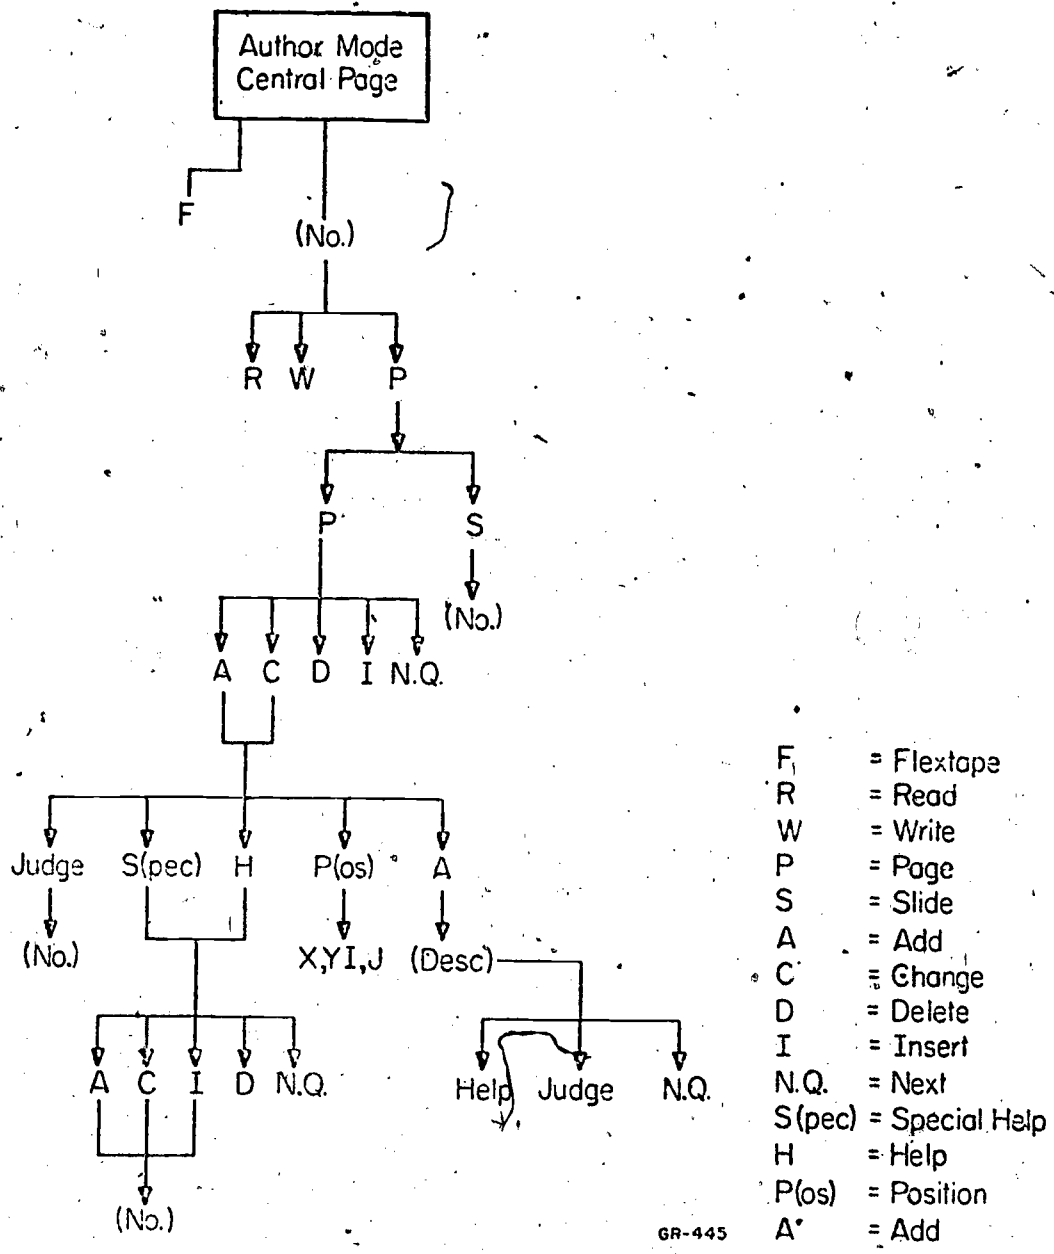 Author Mode
Central Page
F
(No.)
R W P
P S
(No.)
A C D I N.Q.
Judge S(pec) H P(os) A
(No.) X,YI,J (Desc)
A C I D N.Q.
Help Judge N.Q.
(No.)
F = Flextape
R = Read
W = Write
P = Page
S = Slide
A = Add
C = Change
D = Delete
I = Insert
N.Q. = Next
S(pec) = Special Help
H = Help
P(os) = Position
A = Add
GR-445